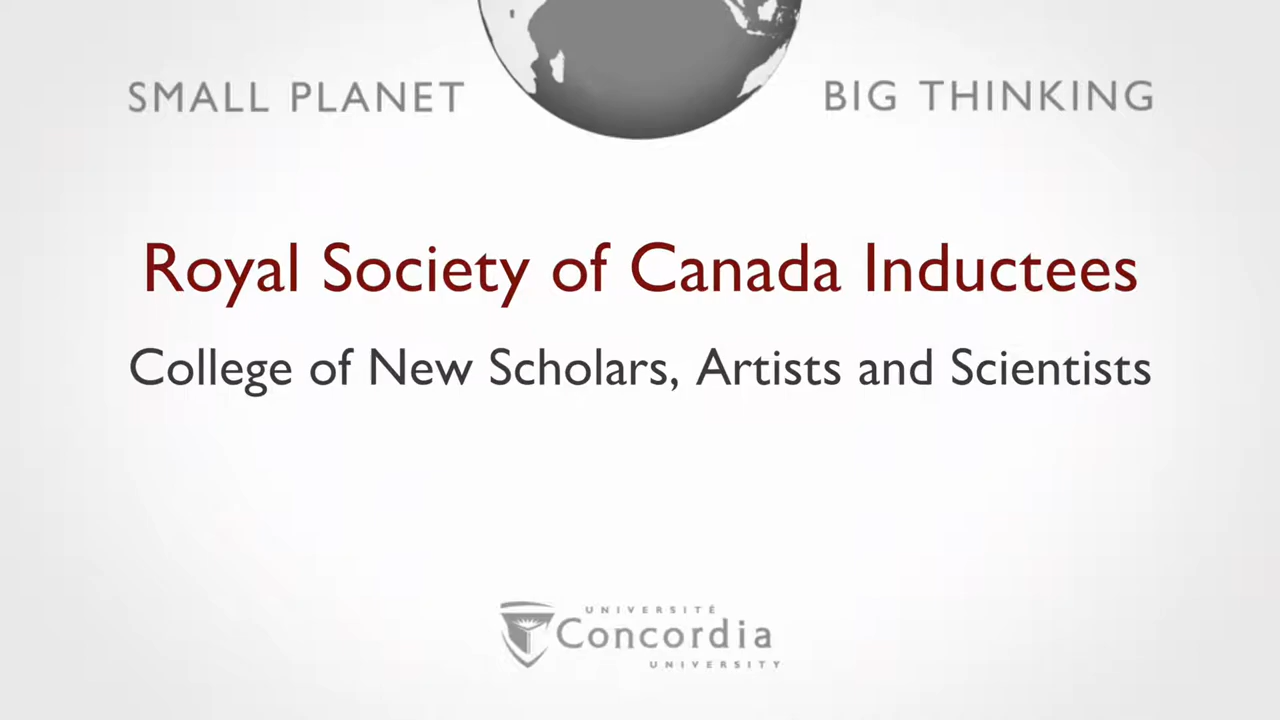 SMALL PLANET
BIG THINKING
Royal Society of Canada Inductees
College of New Scholars, Artists and Scientists
UNIVERSITÉ
Concordia
UNIVERSITY